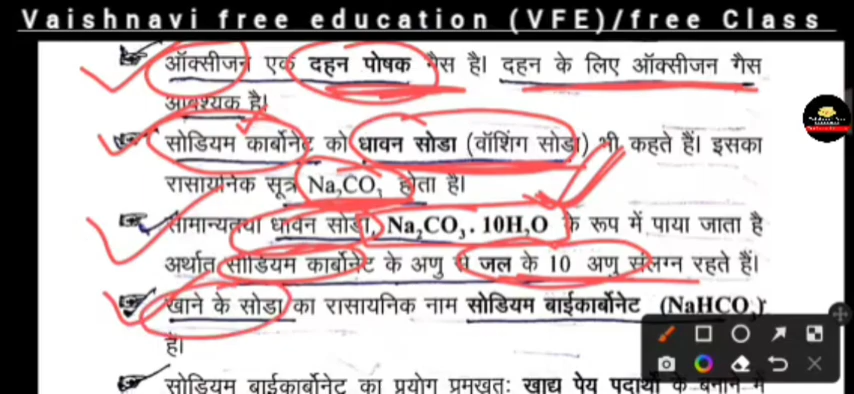 Vaishnavi free education (VFE)/free Class
ऑक्सीजन एक दहन पोषक गैस है। दहन के लिए ऑक्सीजन गैस
आवश्यक है।
सोडियम कार्बोनेट को धावन सोडा (वॉशिंग सोडा) भी कहते हैं। इसका
रासायनिक सूत्र Na₂CO₃ होता है।
सामान्यतया धावन सोडा, Na₂CO₃. 10H₂O के रूप में पाया जाता है
अर्थात सोडियम कार्बोनेट के अणु से जल के 10 अणु संलग्न रहते हैं।
खाने के सोडा का रासायनिक नाम सोडियम बाईकार्बोनेट (NaHCO₃)
है।
सोडियम बाईकार्बोनेट का प्रयोग प्रमुखतः खाद्य पेय पदार्थों के बनाने में